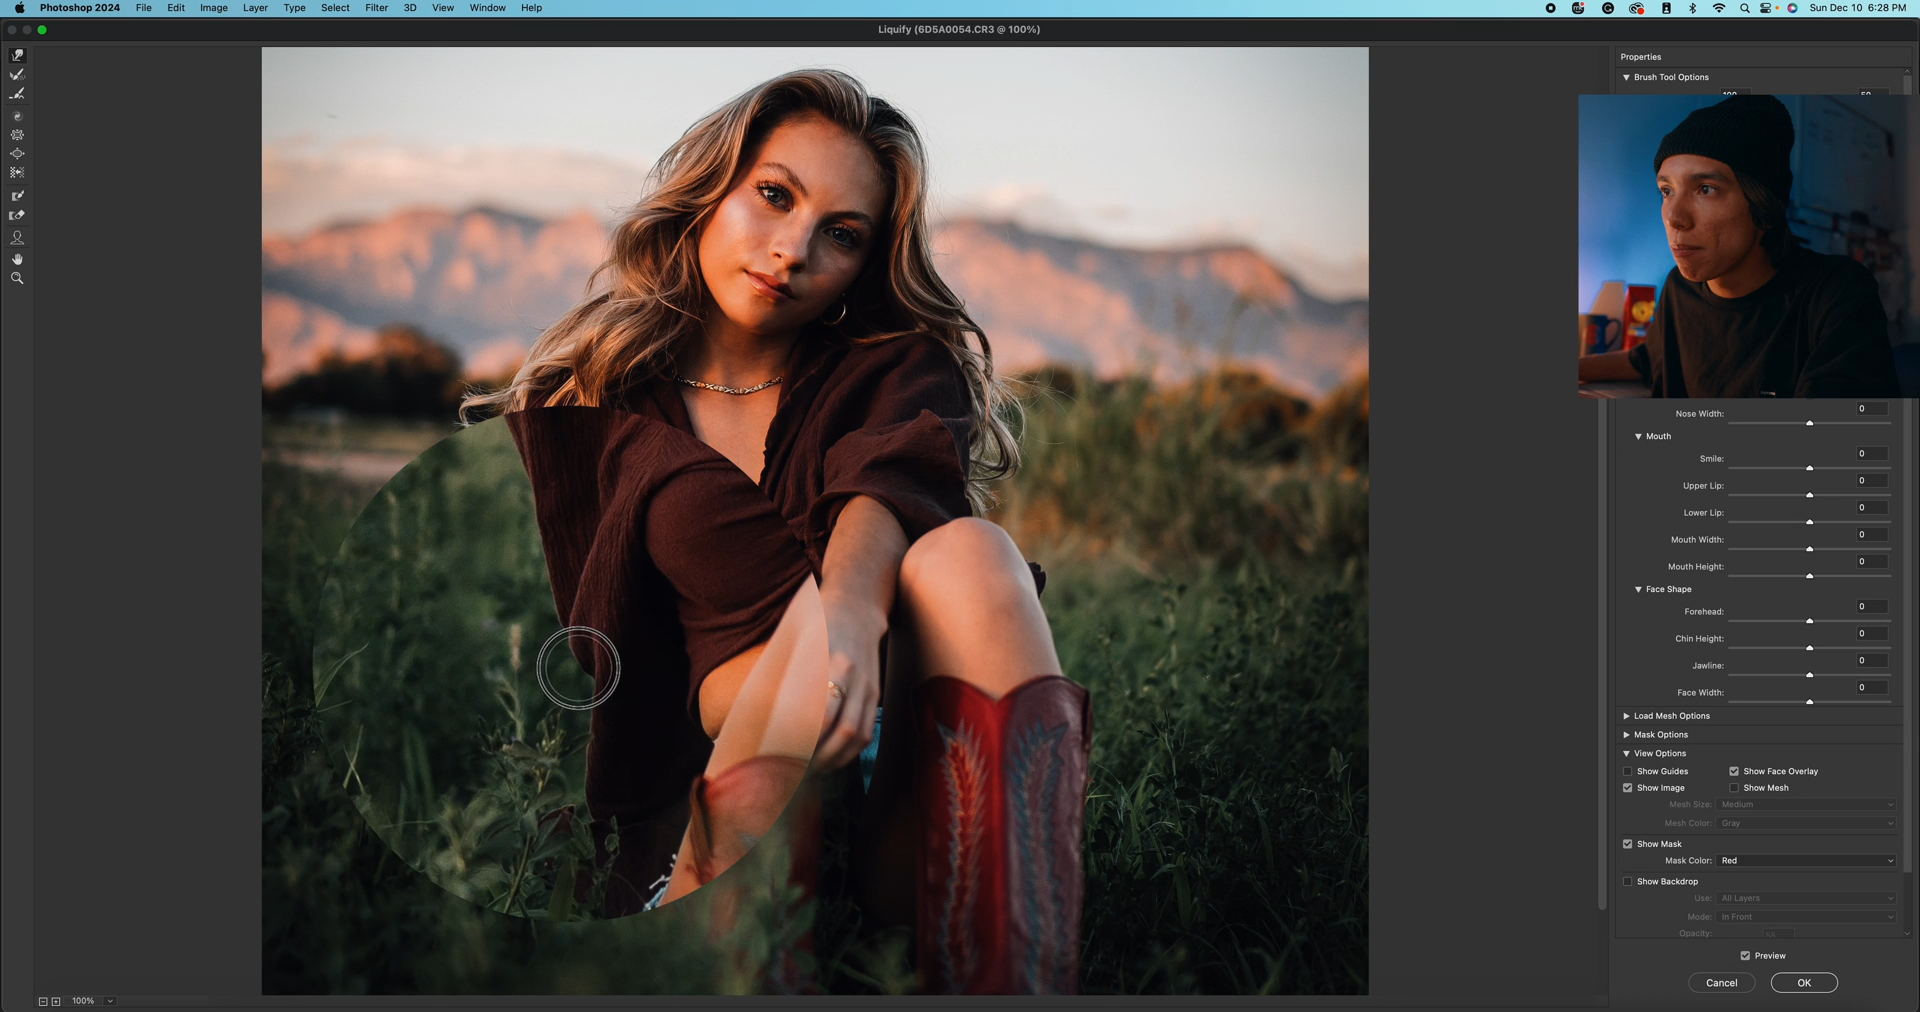 Photoshop 2024 File Edit Image Layer Type Select Filter 3D View Window Help Sun Dec 10 6:28 PM
Liquify (6D5A0054.CR3 @ 100%)
Properties
Brush Tool Options
Nose Width: 0
Mouth
Smile: 0
Upper Lip: 0
Lower Lip: 0
Mouth Width: 0
Mouth Height: 0
Face Shape
Forehead: 0
Chin Height: 0
Jawline: 0
Face Width: 0
Load Mesh Options
Mask Options
View Options
Show Guides Show Face Overlay
Show Image Show Mesh
Mesh Size: Medium
Mesh Color: Gray
Show Mask
Mask Color: Red
Show Backdrop
Use: All Layers
Mode: In Front
Opacity:
Preview
Cancel OK
100%